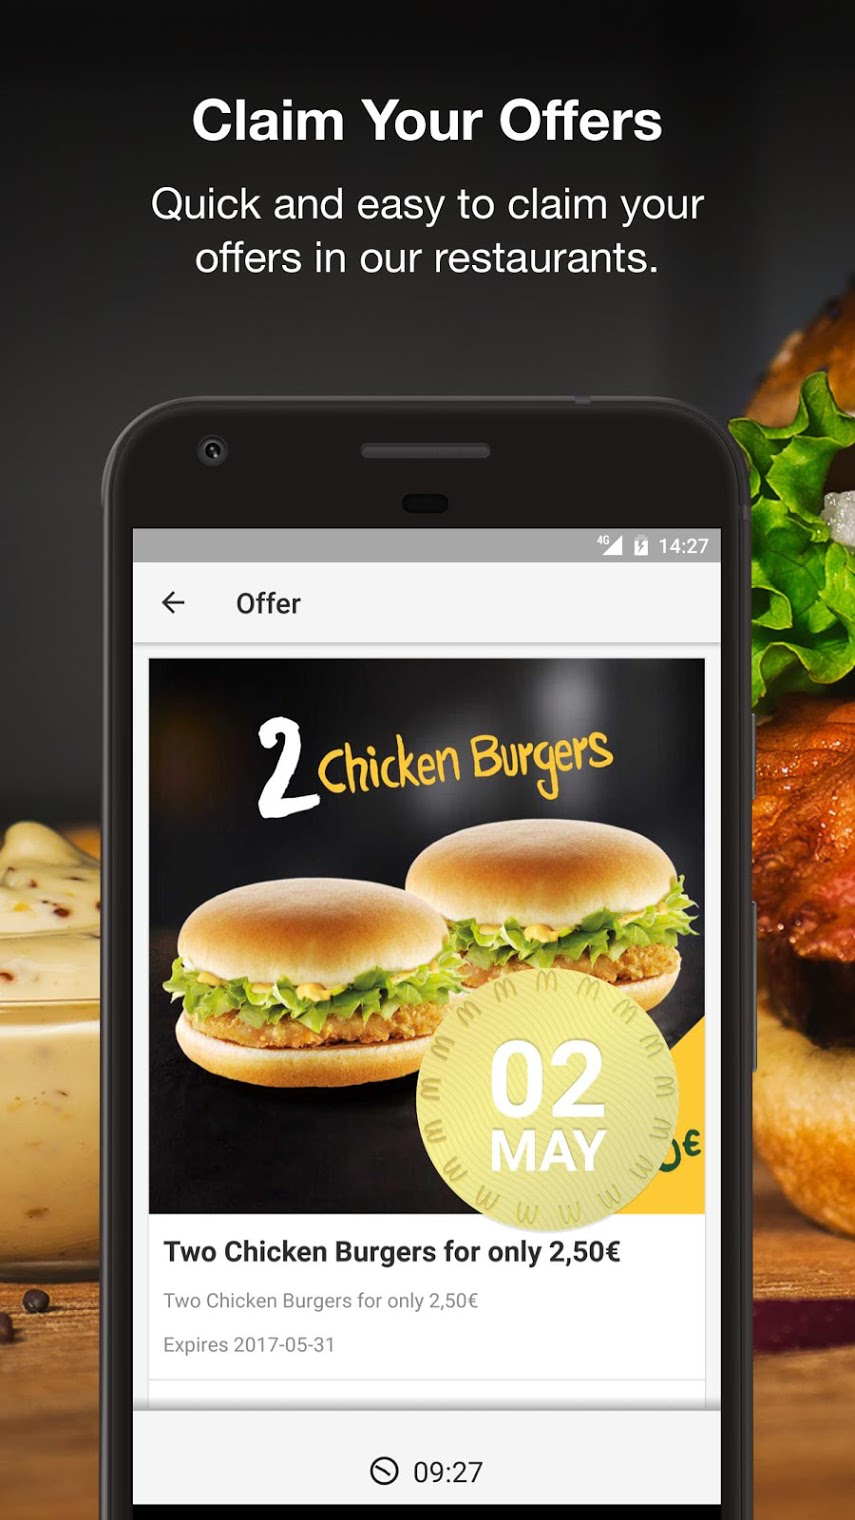 Claim Your Offers
Quick and easy to claim your
offers in our restaurants.
4G 14:27
Offer
2 Chicken Burgers
02
MAY
€
Two Chicken Burgers for only 2,50€
Two Chicken Burgers for only 2,50€
Expires 2017-05-31
09:27